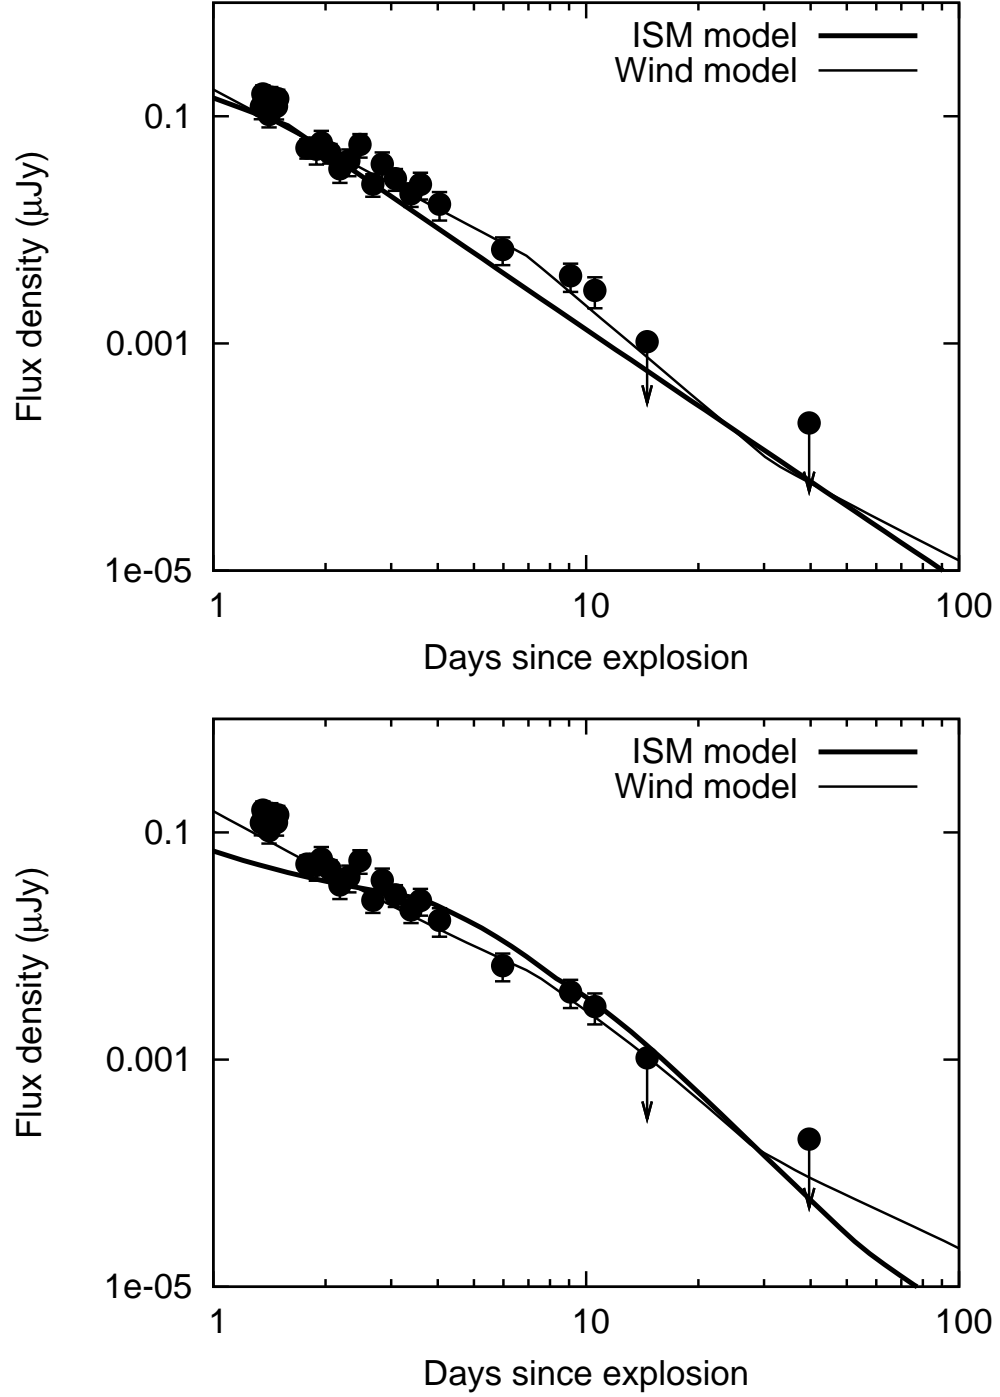 ISM model
Wind model
0.1
0.001
1e-05
1 10 100
Flux density (μJy)
Days since explosion
ISM model
Wind model
0.1
0.001
1e-05
1 10 100
Flux density (μJy)
Days since explosion